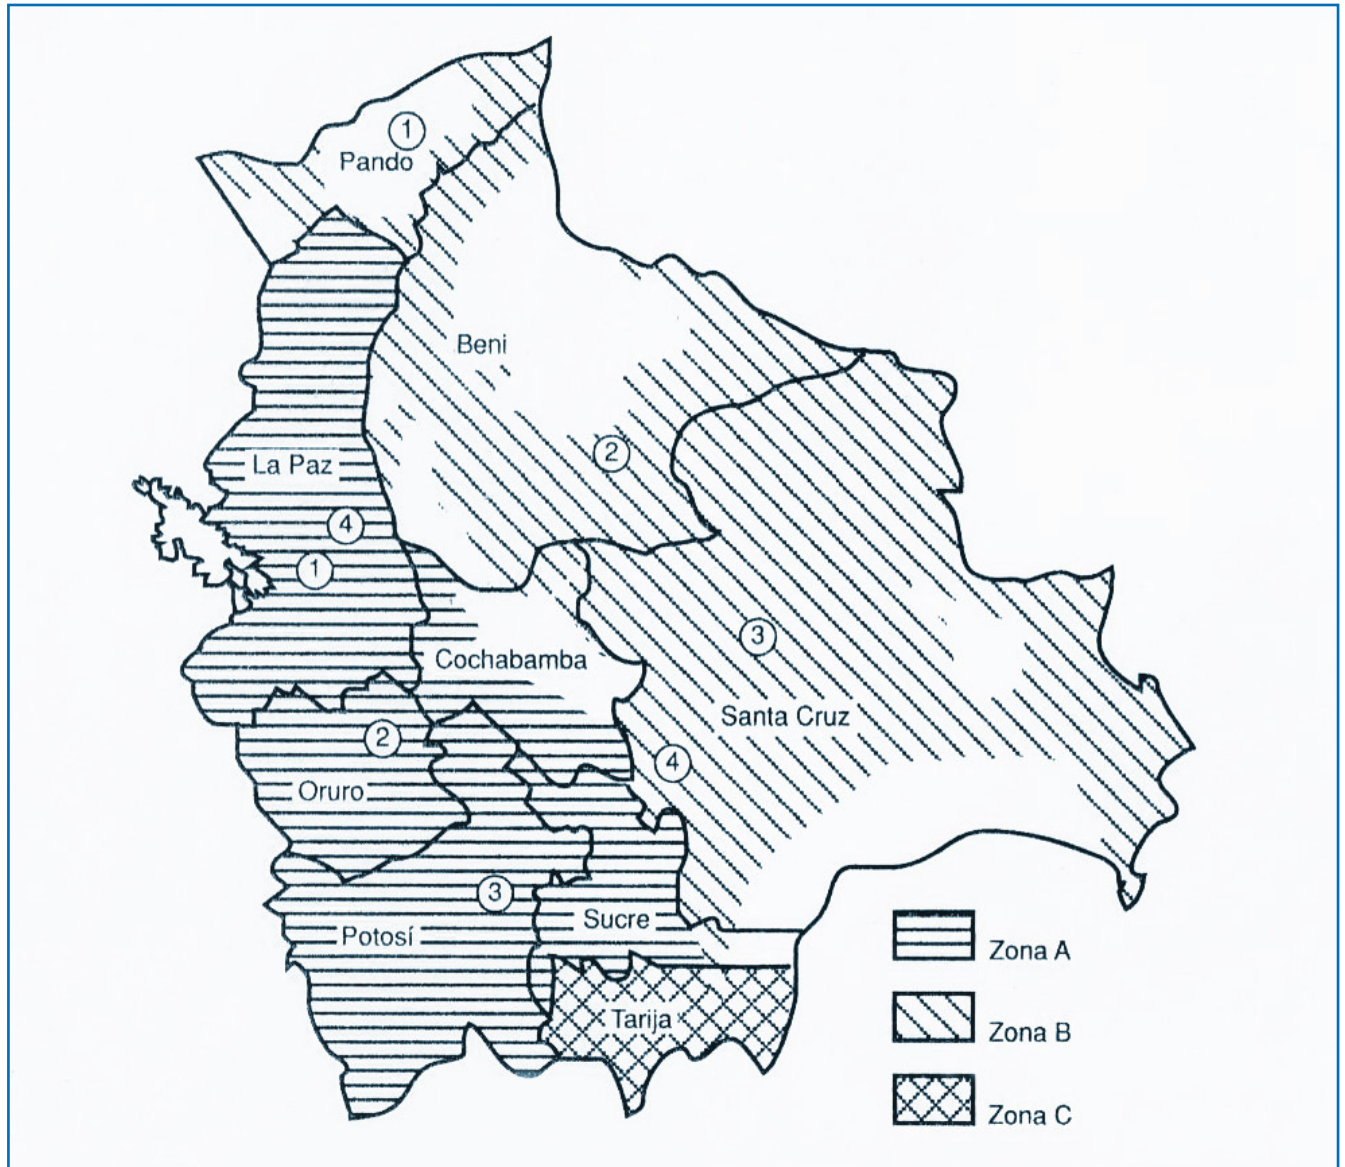 1
Pando
Beni
2
La Paz
4
1
3
Cochabamba
Santa Cruz
2
4
Oruro
3
Sucre
Potosí
Tarija
Zona A
Zona B
Zona C